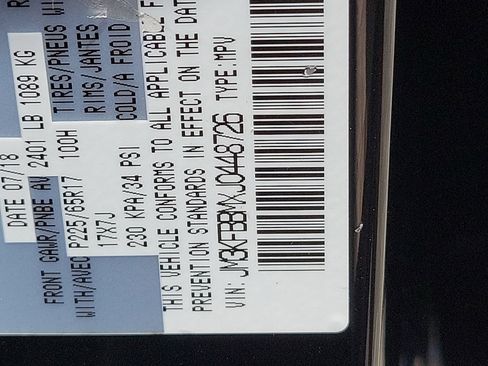 DATE 07/18
FRONT GAWR/PNBE AV 2401 LB 1089 KG
WITH/AVEC P225/65R17 100H TIRES/PNEUS
17X7J RIMS/JANTES
230 KPA/34 PSI COLD/A FROID
THIS VEHICLE CONFORMS TO ALL APPLICABLE F
PREVENTION STANDARDS IN EFFECT ON THE DAT
VIN: JM3KFBBMXJ0448726 TYPE: MPV